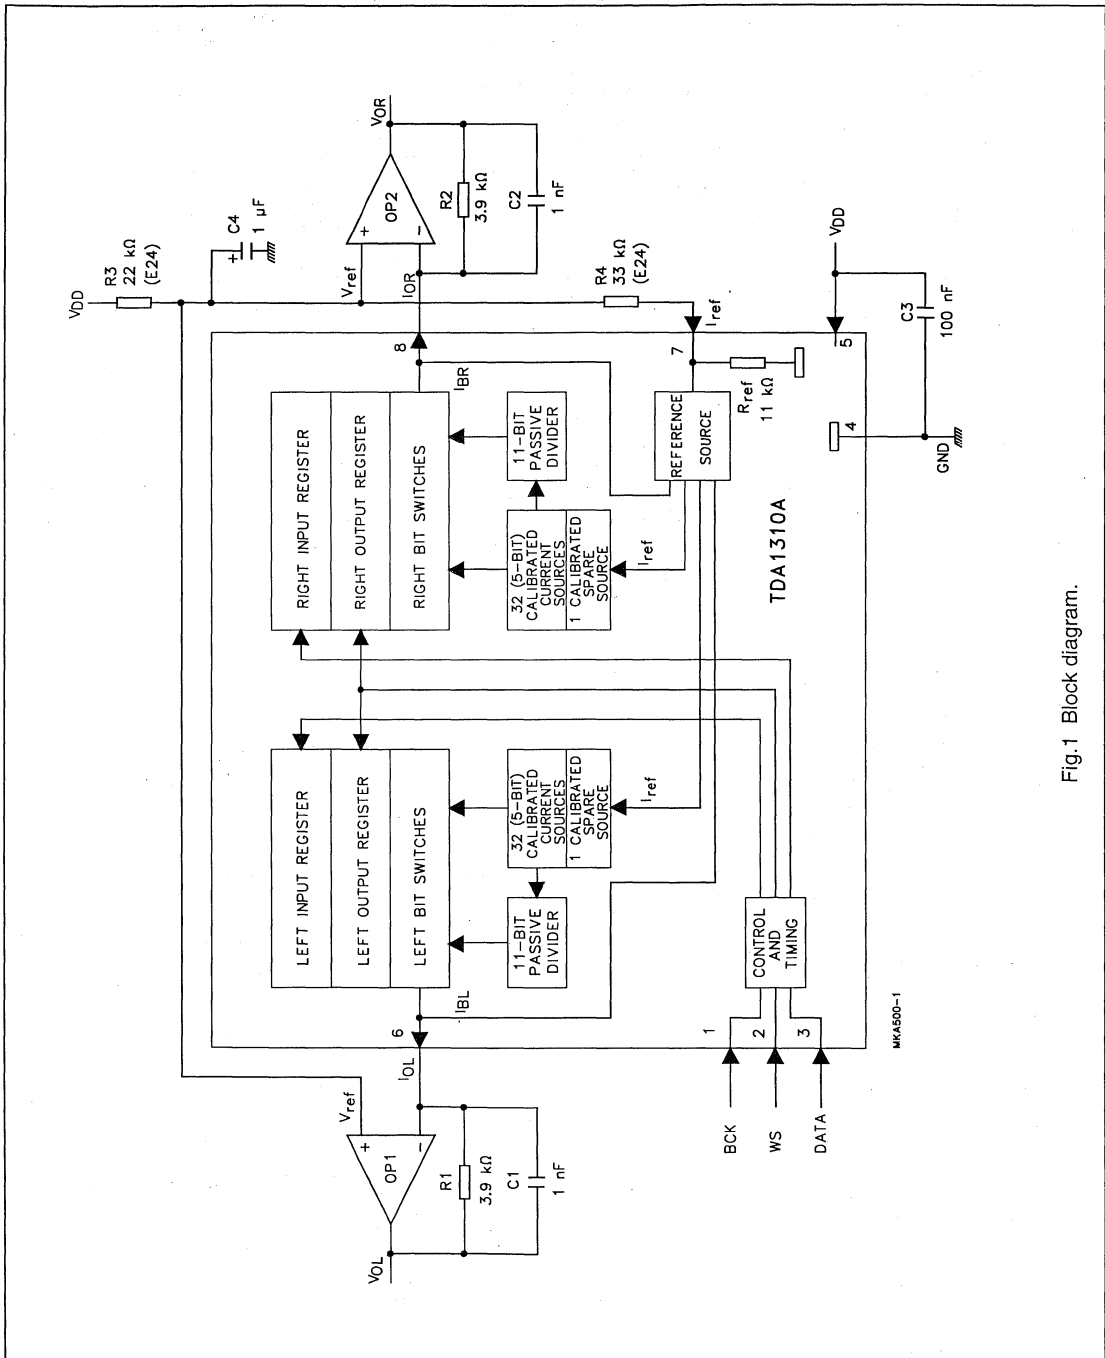 VDD
R3
22 kΩ
(E24)
C4
+
1 µF
Vref
+
OP1
−
VOL
R1
3.9 kΩ
C1
1 nF
IOL
6
IBL
LEFT INPUT REGISTER
LEFT OUTPUT REGISTER
LEFT BIT SWITCHES
11−BIT
PASSIVE
DIVIDER
32 (5−BIT)
CALIBRATED
CURRENT
SOURCES
1 CALIBRATED
SPARE
SOURCE
Iref
RIGHT INPUT REGISTER
RIGHT OUTPUT REGISTER
RIGHT BIT SWITCHES
32 (5−BIT)
CALIBRATED
CURRENT
SOURCES
1 CALIBRATED
SPARE
SOURCE
Iref
11−BIT
PASSIVE
DIVIDER
IBR
8
IOR
Vref
+
OP2
−
VOR
R2
3.9 kΩ
C2
1 nF
R4
33 kΩ
(E24)
Iref
7
REFERENCE
SOURCE
Rref
11 kΩ
BCK
1
WS
2
DATA
3
CONTROL
AND
TIMING
TDA1310A
4
GND
5
VDD
C3
100 nF
MKA500−1
Fig.1 Block diagram.